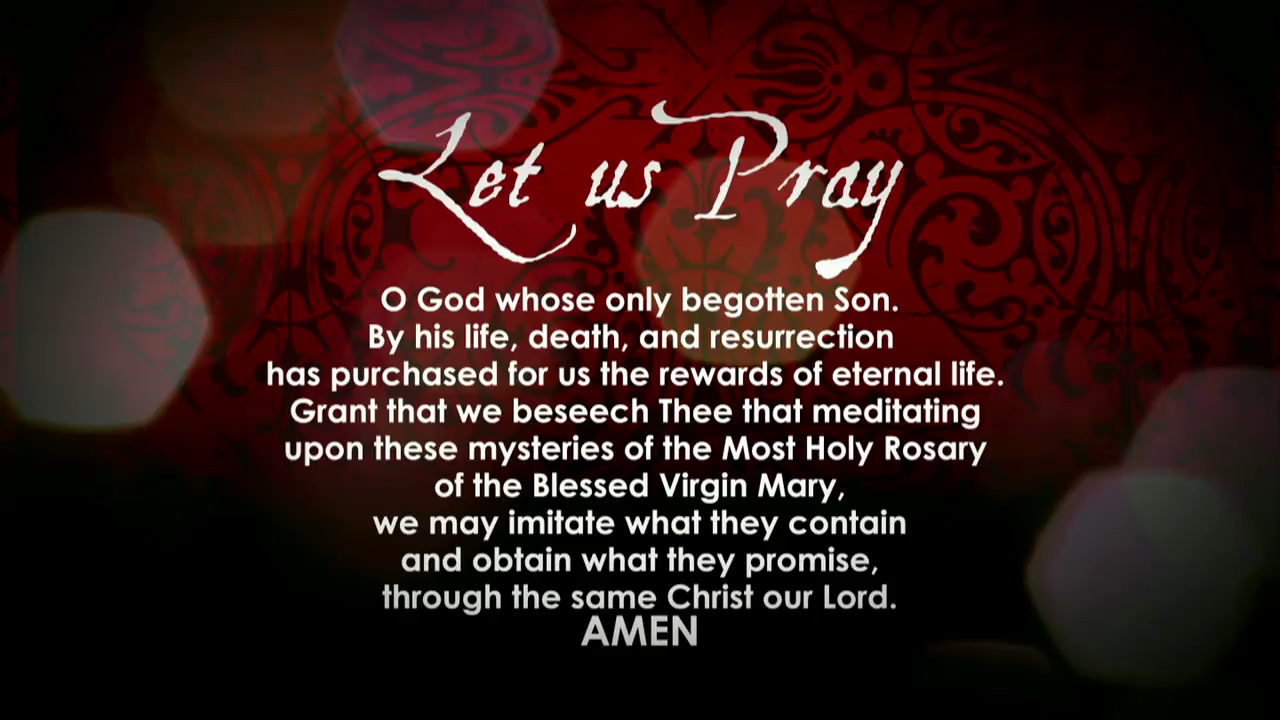 Let us Pray
O God whose only begotten Son.
By his life, death, and resurrection
has purchased for us the rewards of eternal life.
Grant that we beseech Thee that meditating
upon these mysteries of the Most Holy Rosary
of the Blessed Virgin Mary,
we may imitate what they contain
and obtain what they promise,
through the same Christ our Lord.
AMEN